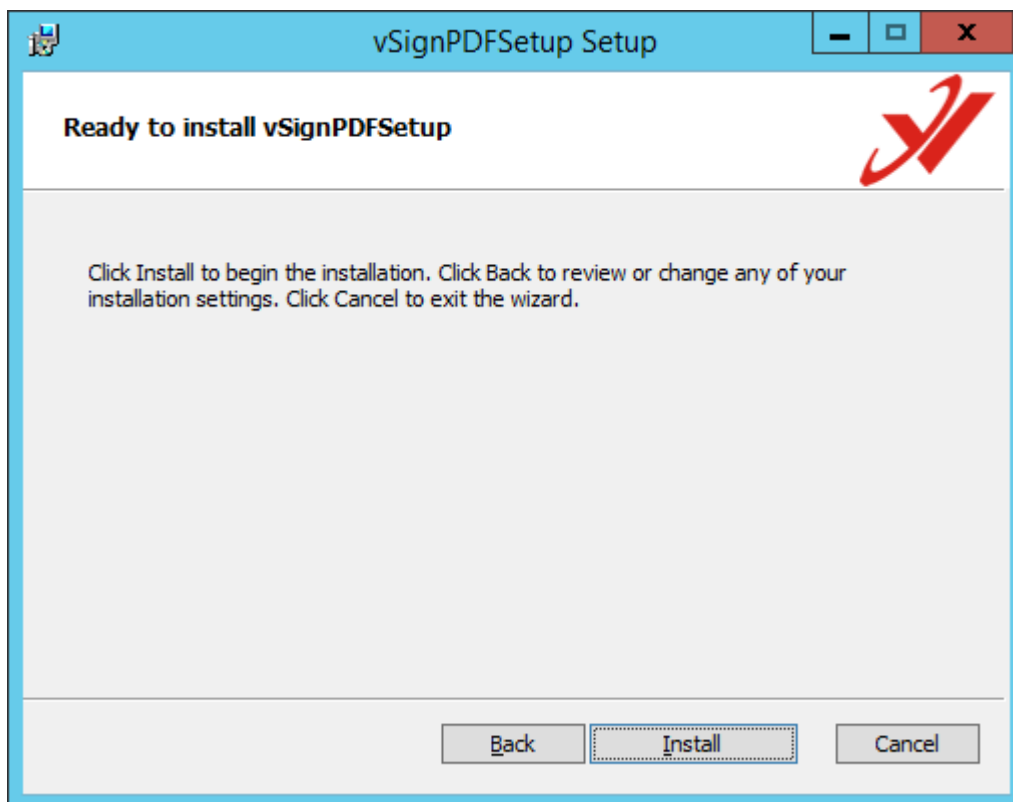 vSignPDFSetup Setup
Ready to install vSignPDFSetup
Click Install to begin the installation. Click Back to review or change any of your
installation settings. Click Cancel to exit the wizard.
Back Install Cancel